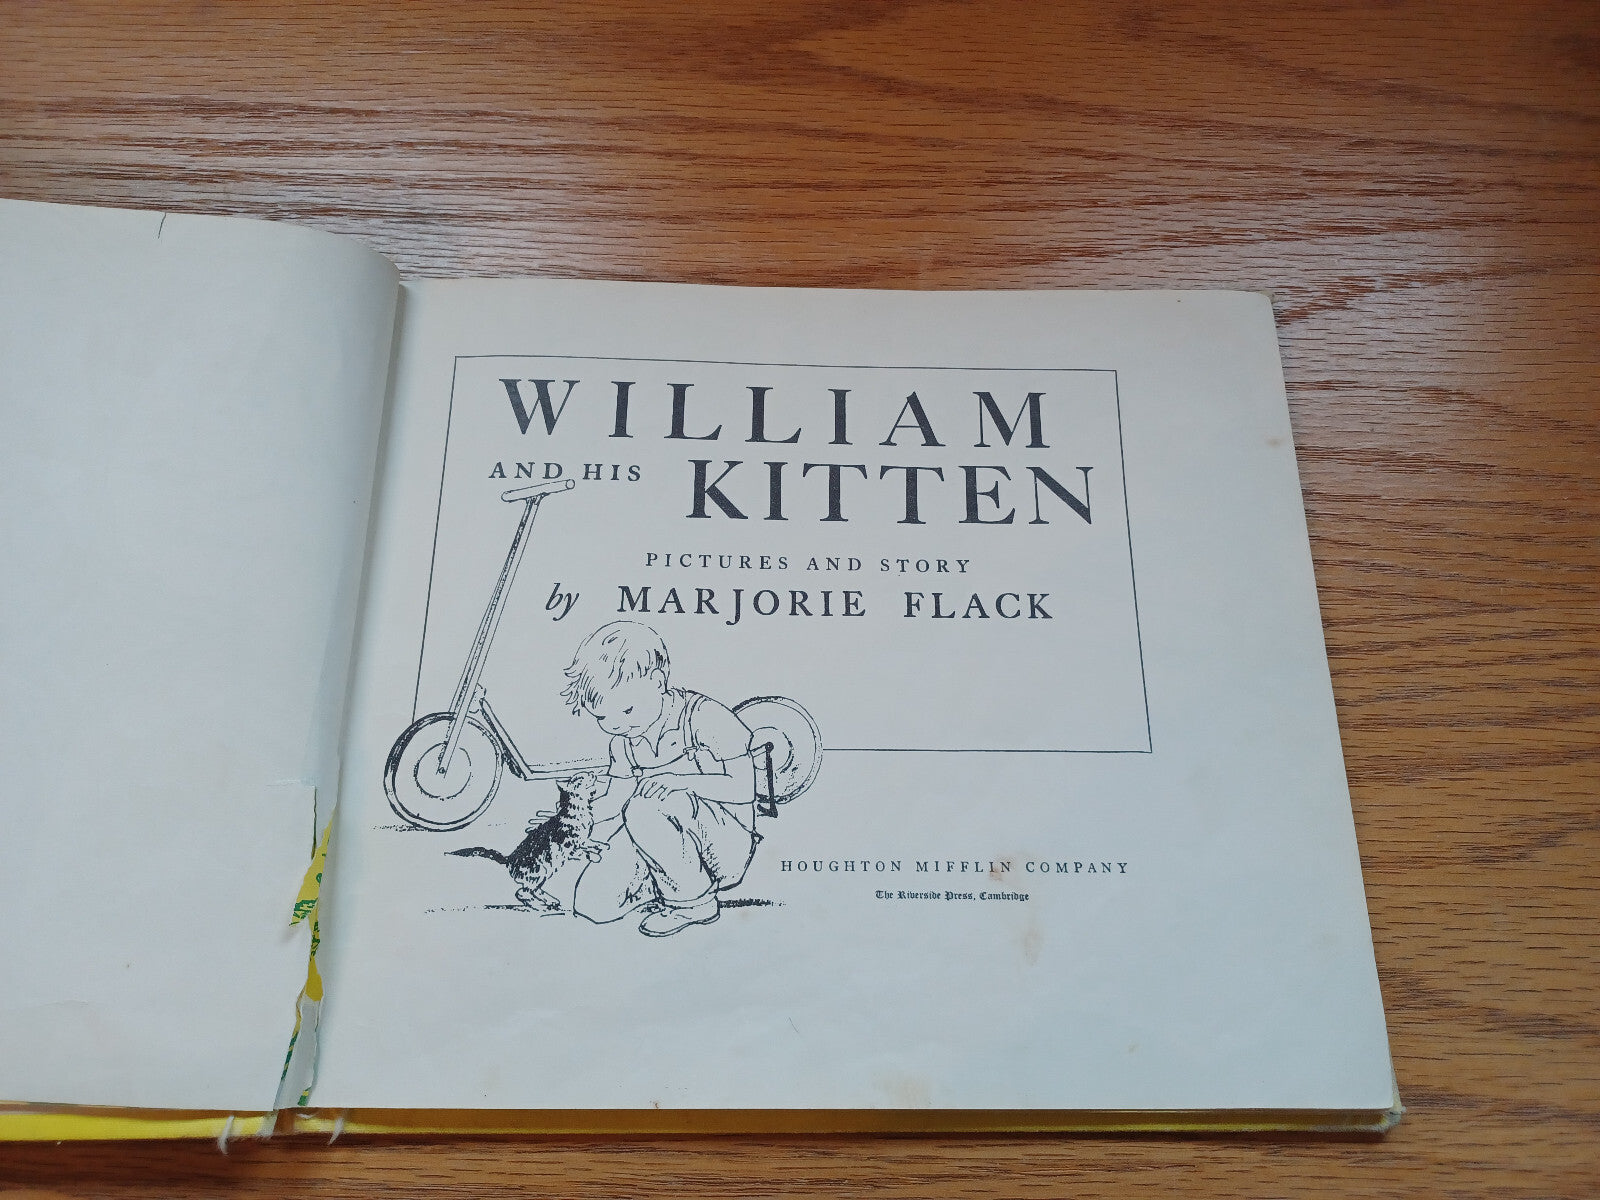 WILLIAM
AND HIS KITTEN
PICTURES AND STORY
by MARJORIE FLACK
HOUGHTON MIFFLIN COMPANY
The Riverside Press, Cambridge